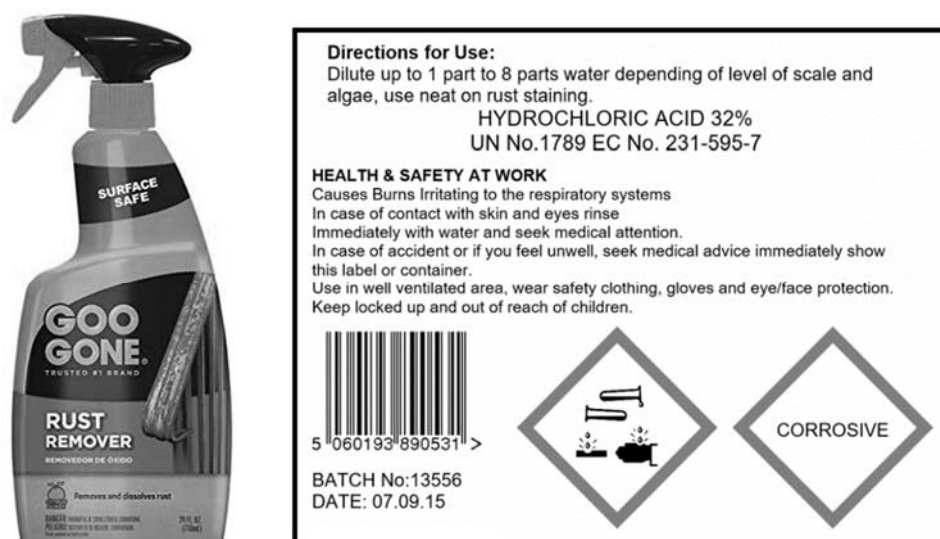 SURFACE
SAFE
GOO
GONE®
TRUSTED #1 BRAND
RUST
REMOVER
REMOVEDOR DE ÓXIDO
Removes and dissolves rust
28 FL. OZ.
Directions for Use:
Dilute up to 1 part to 8 parts water depending of level of scale and
algae, use neat on rust staining.
HYDROCHLORIC ACID 32%
UN No.1789 EC No. 231-595-7
HEALTH & SAFETY AT WORK
Causes Burns Irritating to the respiratory systems
In case of contact with skin and eyes rinse
Immediately with water and seek medical attention.
In case of accident or if you feel unwell, seek medical advice immediately show
this label or container.
Use in well ventilated area, wear safety clothing, gloves and eye/face protection.
Keep locked up and out of reach of children.
5 060193 890531 >
BATCH No:13556
DATE: 07.09.15
CORROSIVE